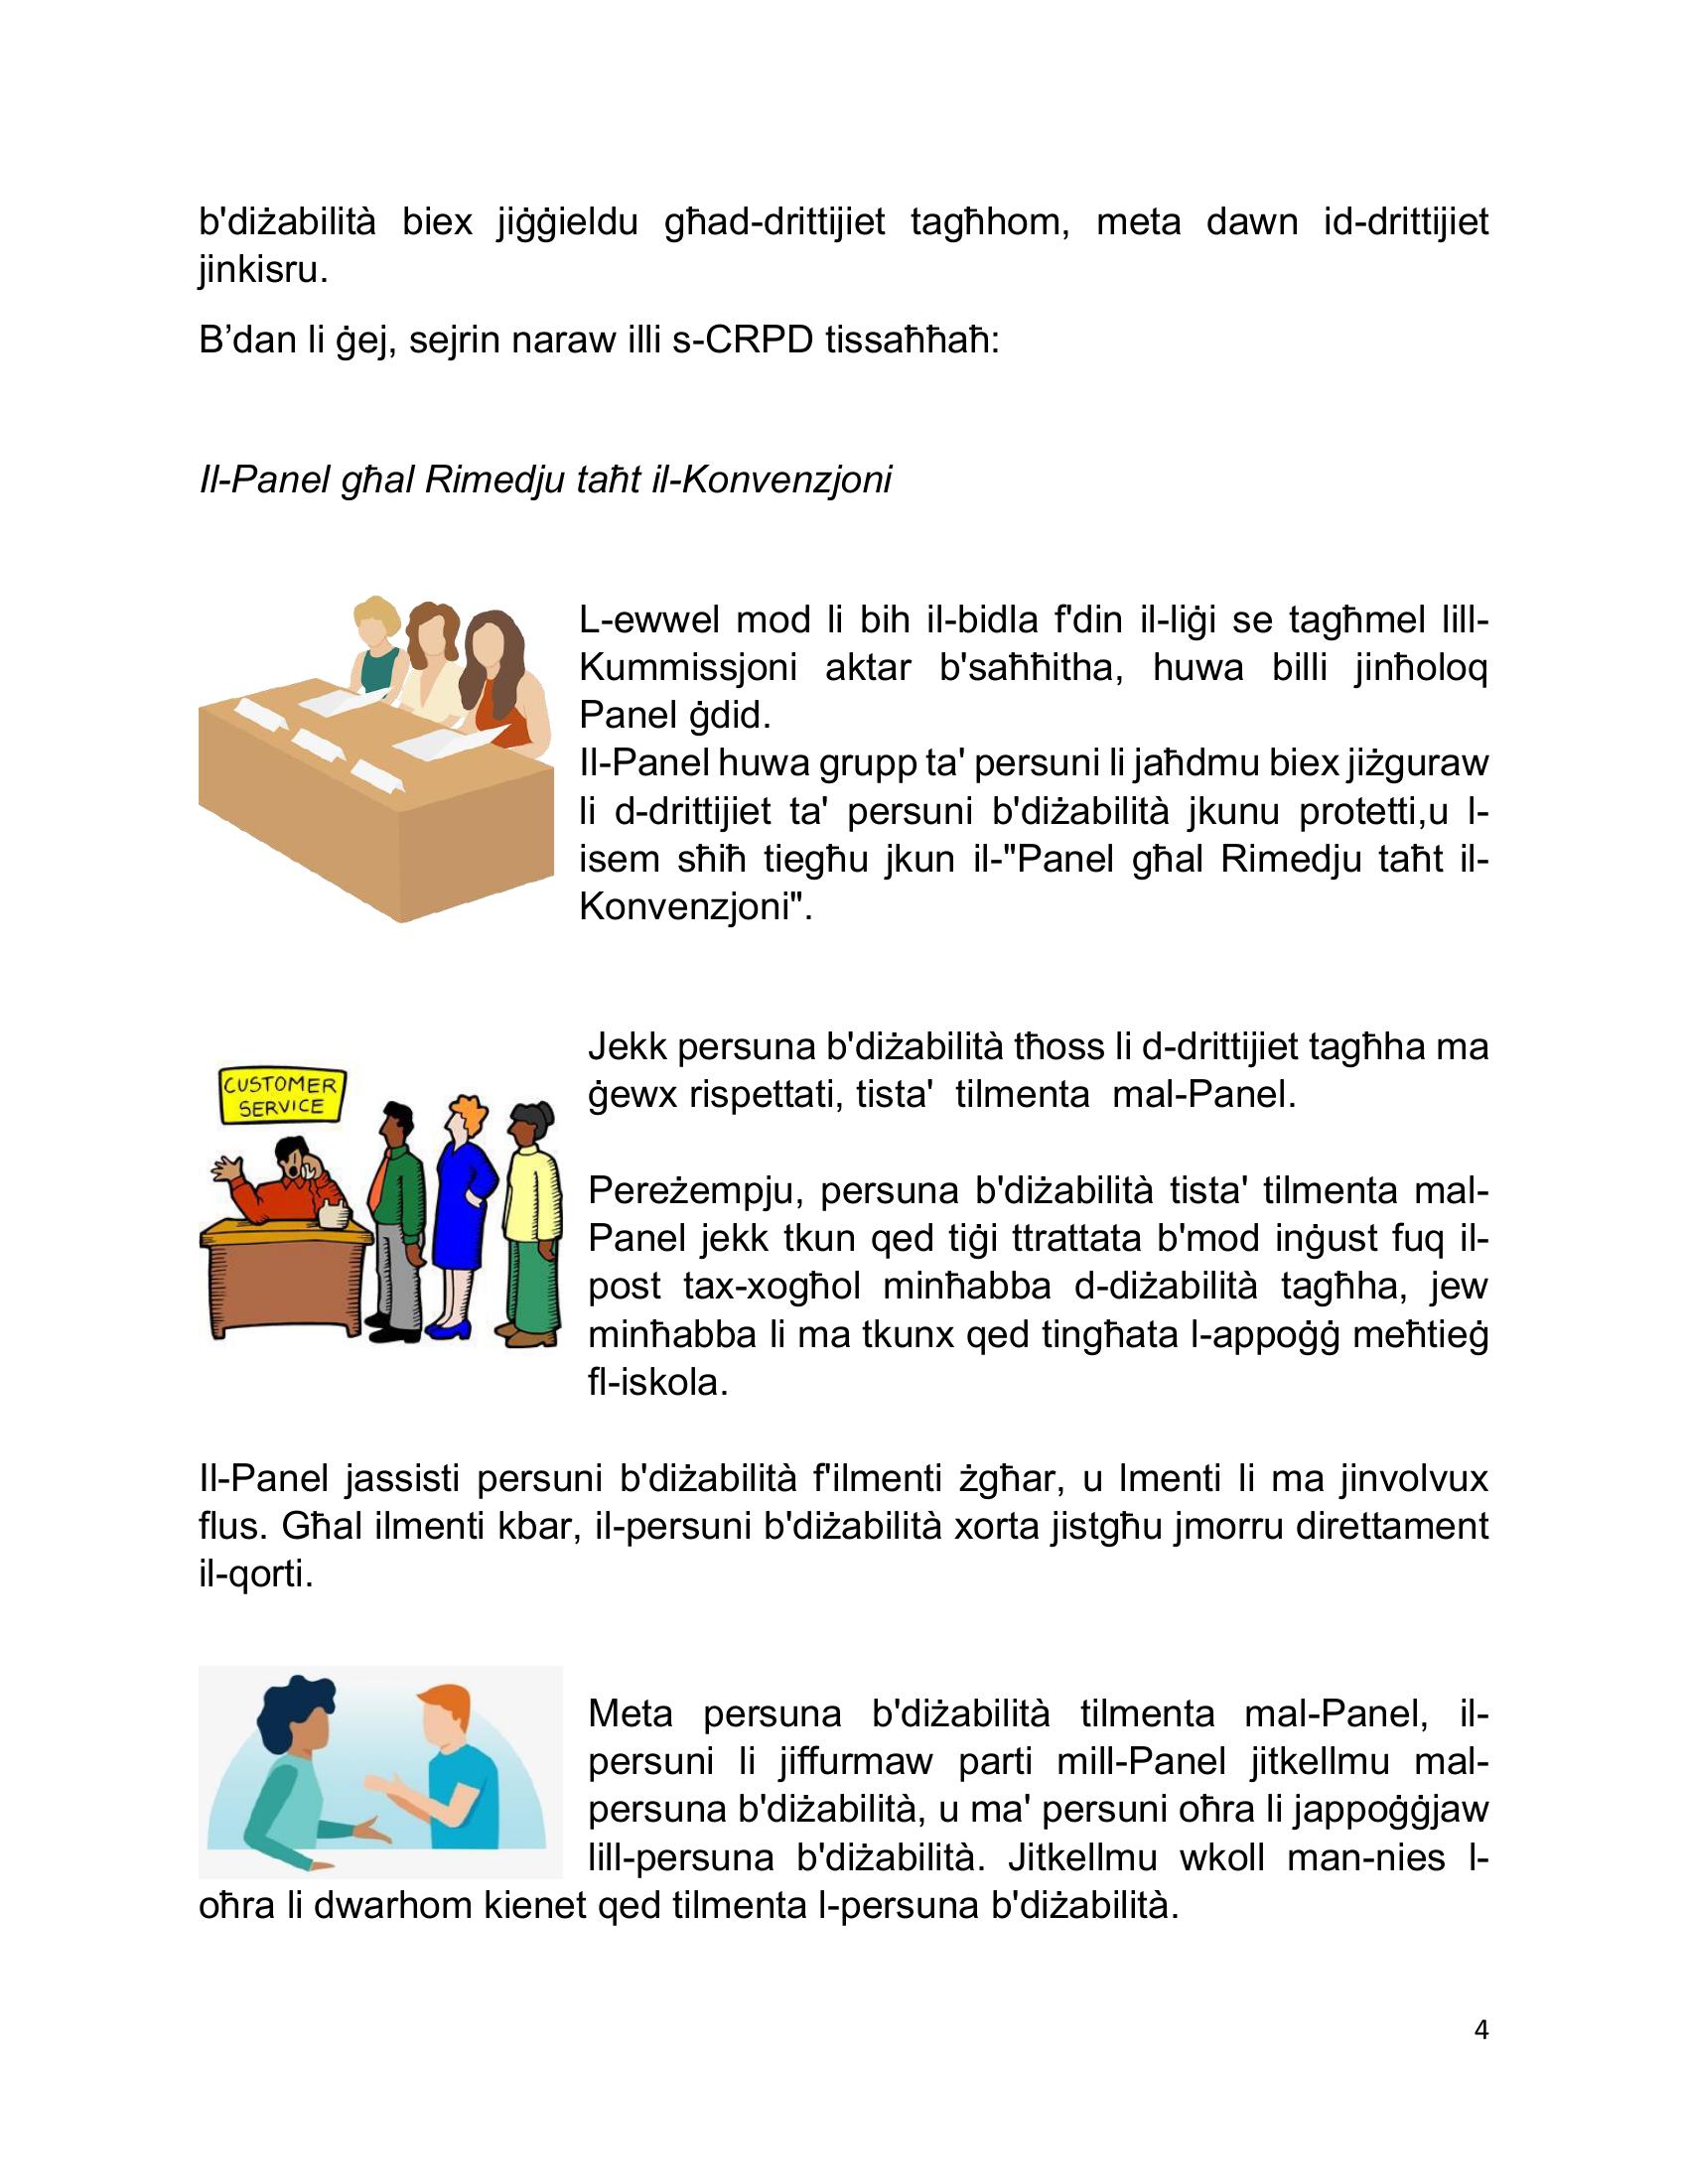 b'diżabilità biex jiġġieldu għad-drittijiet tagħhom, meta dawn id-drittijiet
jinkisru.
B’dan li ġej, sejrin naraw illi s-CRPD tissaħħaħ:
Il-Panel għal Rimedju taħt il-Konvenzjoni
L-ewwel mod li bih il-bidla f'din il-liġi se tagħmel lill-
Kummissjoni aktar b'saħħitha, huwa billi jinħoloq
Panel ġdid.
Il-Panel huwa grupp ta' persuni li jaħdmu biex jiżguraw
li d-drittijiet ta' persuni b'diżabilità jkunu protetti,u l-
isem sħiħ tiegħu jkun il-"Panel għal Rimedju taħt il-
Konvenzjoni".
CUSTOMER
SERVICE
Jekk persuna b'diżabilità tħoss li d-drittijiet tagħha ma
ġewx rispettati, tista' tilmenta mal-Panel.
Pereżempju, persuna b'diżabilità tista' tilmenta mal-
Panel jekk tkun qed tiġi ttrattata b'mod inġust fuq il-
post tax-xogħol minħabba d-diżabilità tagħha, jew
minħabba li ma tkunx qed tingħata l-appoġġ meħtieġ
fl-iskola.
Il-Panel jassisti persuni b'diżabilità f'ilmenti żgħar, u lmenti li ma jinvolvux
flus. Għal ilmenti kbar, il-persuni b'diżabilità xorta jistgħu jmorru direttament
il-qorti.
Meta persuna b'diżabilità tilmenta mal-Panel, il-
persuni li jiffurmaw parti mill-Panel jitkellmu mal-
persuna b'diżabilità, u ma' persuni oħra li jappoġġjaw
lill-persuna b'diżabilità. Jitkellmu wkoll man-nies l-
oħra li dwarhom kienet qed tilmenta l-persuna b'diżabilità.
4